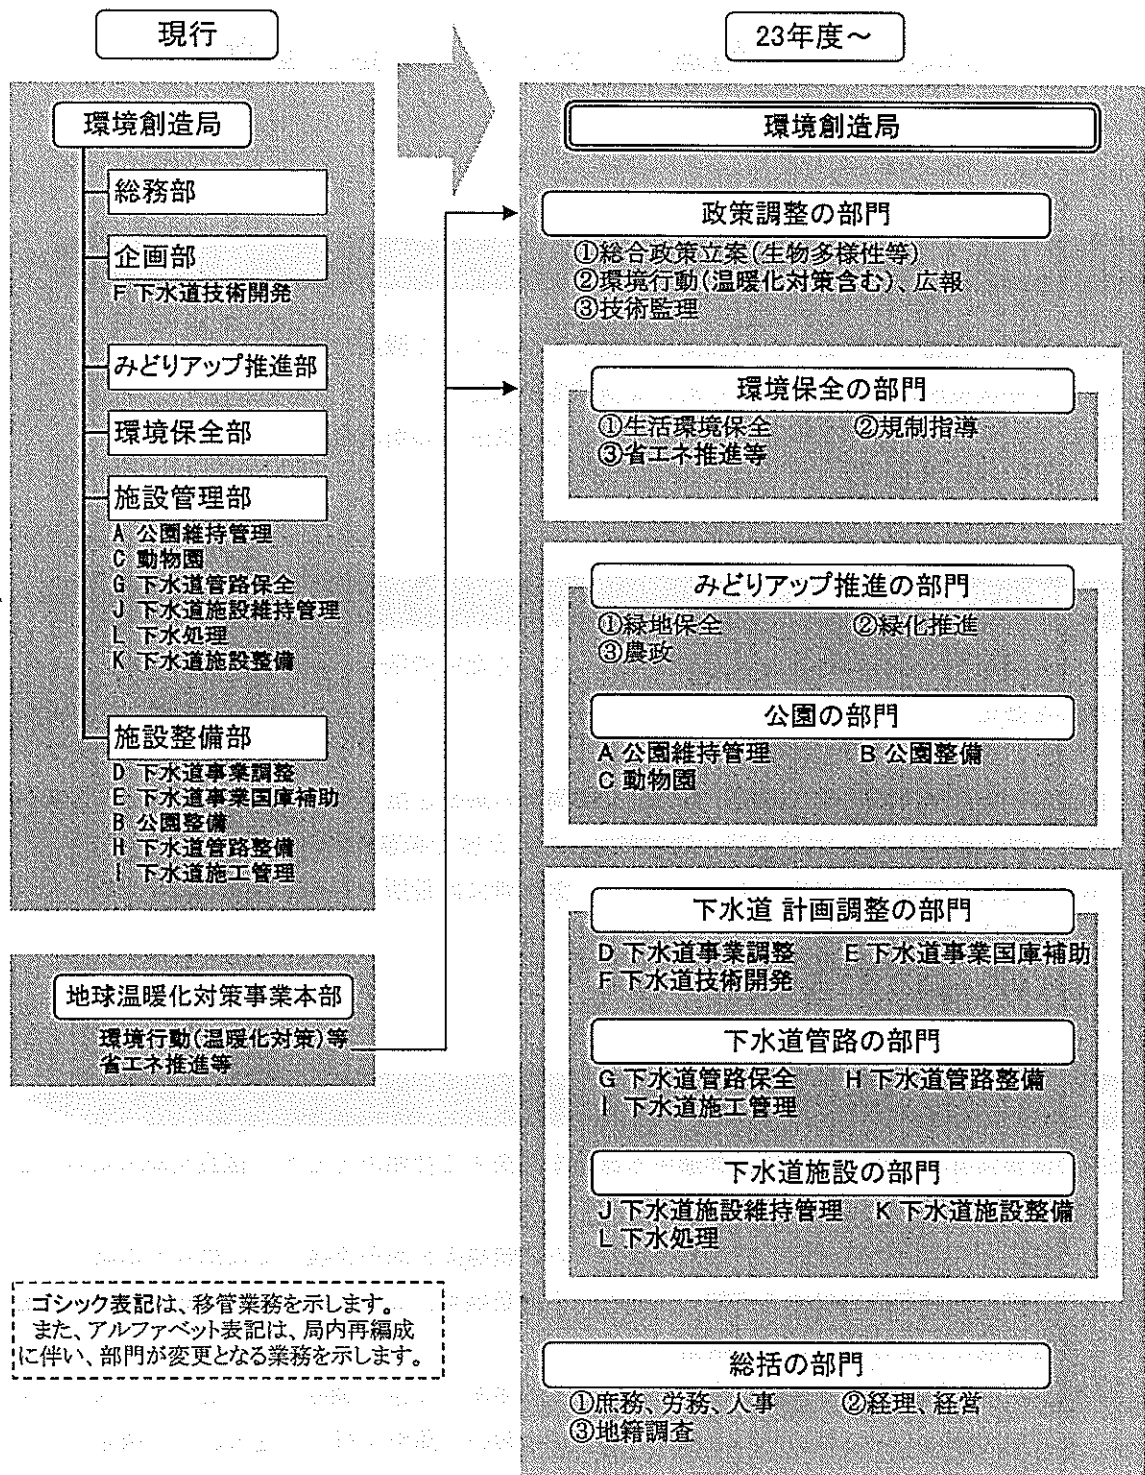 現行
環境創造局
総務部
企画部
F 下水道技術開発
みどりアップ推進部
環境保全部
施設管理部
A 公園維持管理
C 動物園
G 下水道管路保全
J 下水道施設維持管理
L 下水処理
K 下水道施設整備
施設整備部
D 下水道事業調整
E 下水道事業国庫補助
B 公園整備
H 下水道管路整備
I 下水道施工管理
地球温暖化対策事業本部
環境行動(温暖化対策)等
省エネ推進等
ゴシック表記は、移管業務を示します。
また、アルファベット表記は、局内再編成
に伴い、部門が変更となる業務を示します。
23年度～
環境創造局
政策調整の部門
①総合政策立案(生物多様性等)
②環境行動(温暖化対策含む)、広報
③技術監理
環境保全の部門
①生活環境保全 ②規制指導
③省エネ推進等
みどりアップ推進の部門
①緑地保全 ②緑化推進
③農政
公園の部門
A 公園維持管理 B 公園整備
C 動物園
下水道 計画調整の部門
D 下水道事業調整 E 下水道事業国庫補助
F 下水道技術開発
下水道管路の部門
G 下水道管路保全 H 下水道管路整備
I 下水道施工管理
下水道施設の部門
J 下水道施設維持管理 K 下水道施設整備
L 下水処理
総括の部門
①庶務、労務、人事 ②経理、経営
③地籍調査